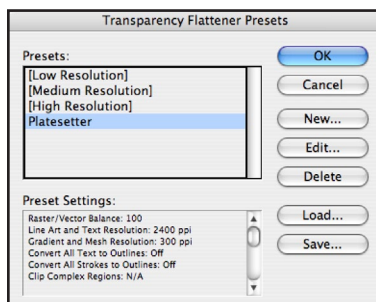 Transparency Flattener Presets
Presets:
[Low Resolution]
[Medium Resolution]
[High Resolution]
Platesetter
OK
Cancel
New...
Edit...
Delete
Load...
Save...
Preset Settings:
Raster/Vector Balance: 100
Line Art and Text Resolution: 2400 ppi
Gradient and Mesh Resolution: 300 ppi
Convert All Text to Outlines: Off
Convert All Strokes to Outlines: Off
Clip Complex Regions: N/A